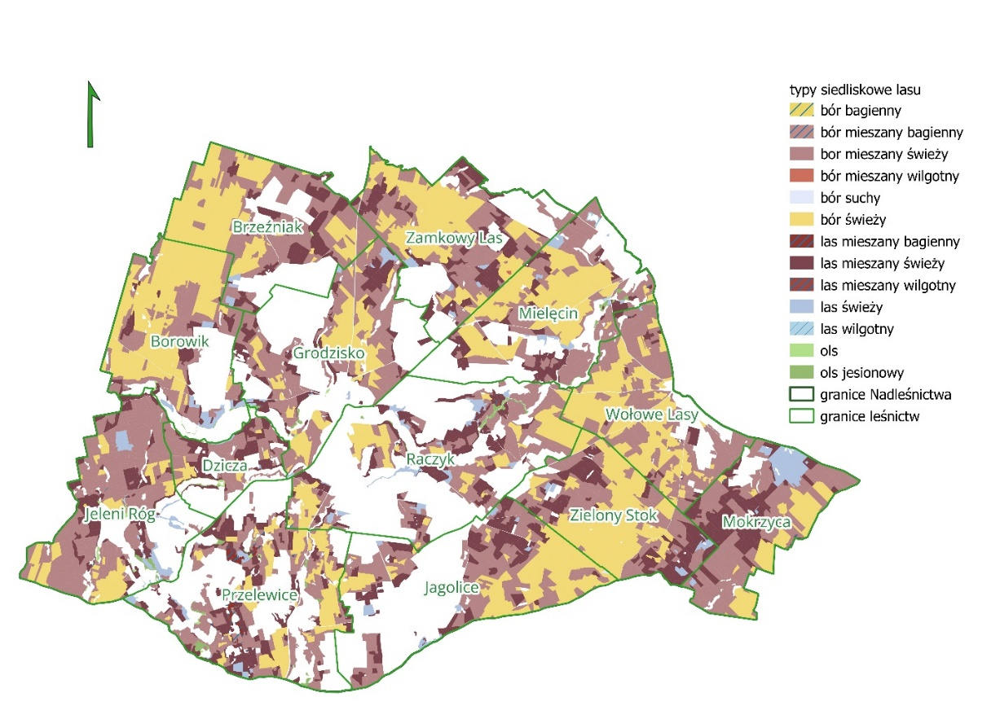 typy siedliskowe lasu
bór bagienny
bór mieszany bagienny
bor mieszany świeży
bór mieszany wilgotny
bór suchy
bór świeży
las mieszany bagienny
las mieszany świeży
las mieszany wilgotny
las świeży
las wilgotny
ols
ols jesionowy
granice Nadleśnictwa
granice leśnictw
Brzeźniak
Zamkowy Las
Mielęcin
Borowik
Grodzisko
Wołowe Lasy
Raczyk
Dzicza
Jeleni Róg
Zielony Stok
Mokrzyca
Jagolice
Przelewice